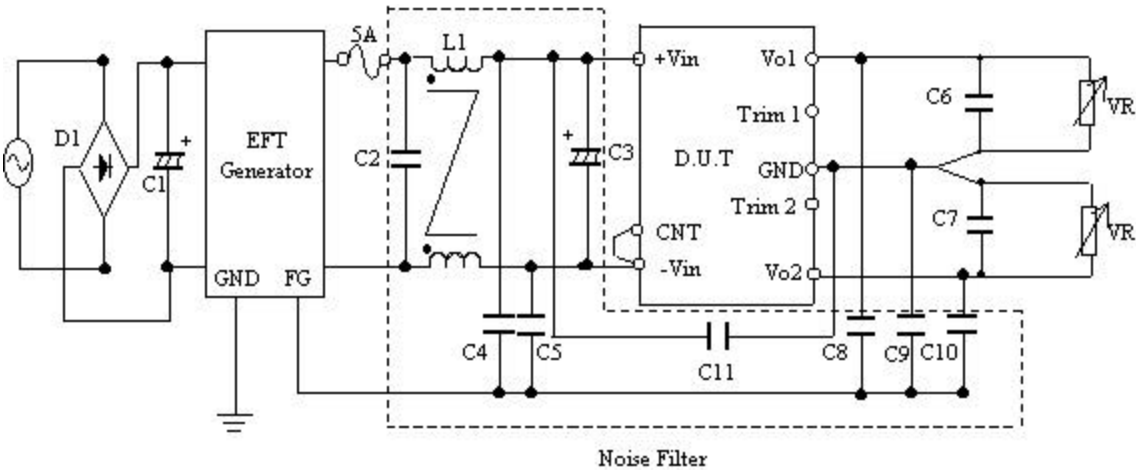 5A
L1
+Vin
Vo1
C6
VR
D1
+
C1
EFT
Generator
C2
+
C3
Trim 1
D.U.T
GND
Trim 2
C7
VR
CNT
-Vin
Vo2
GND
FG
C4
C5
C11
C8
C9
C10
Noise Filter